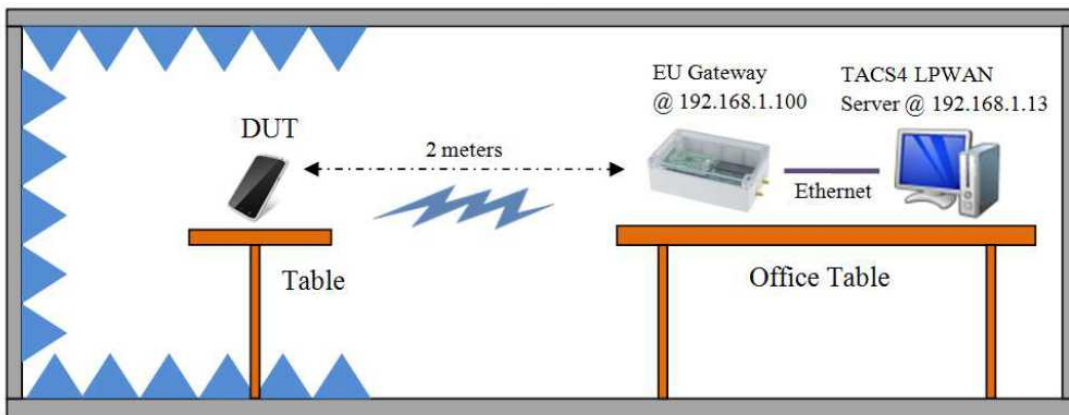 DUT
2 meters
EU Gateway
@ 192.168.1.100
TACS4 LPWAN
Server @ 192.168.1.13
Ethernet
Table
Office Table